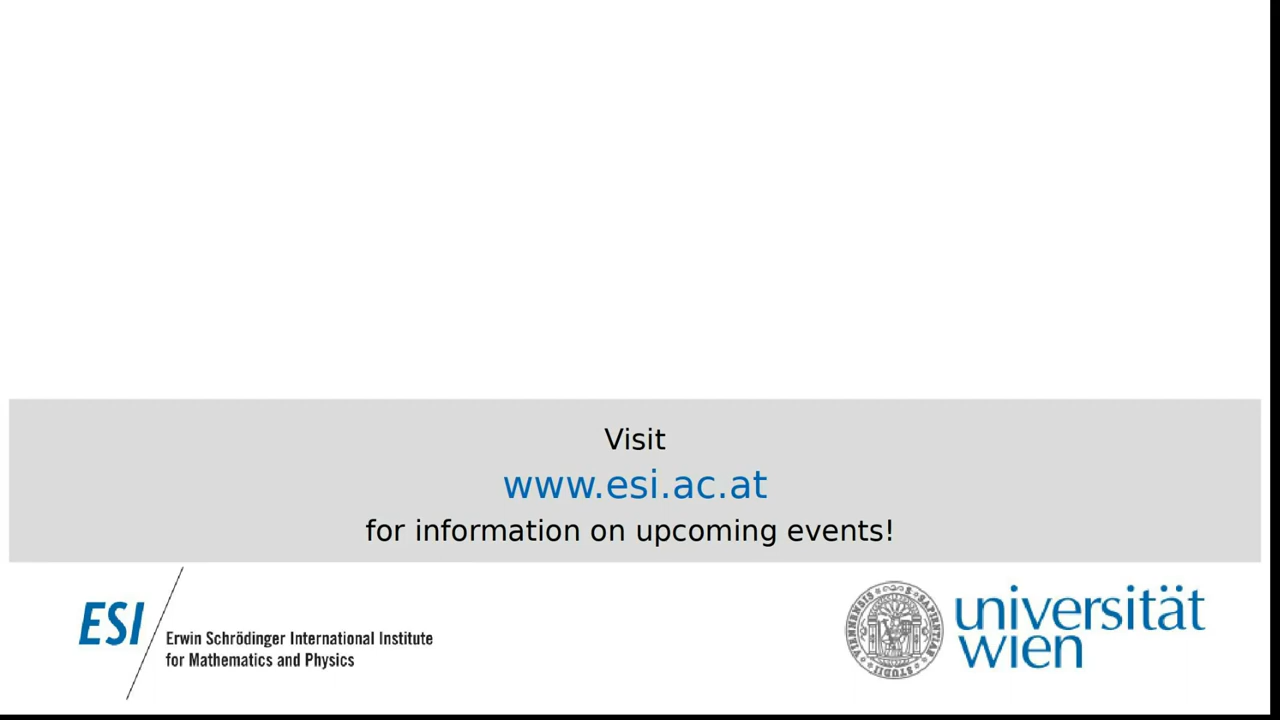 Visit
www.esi.ac.at
for information on upcoming events!
ESI
Erwin Schrödinger International Institute
for Mathematics and Physics
universität
wien